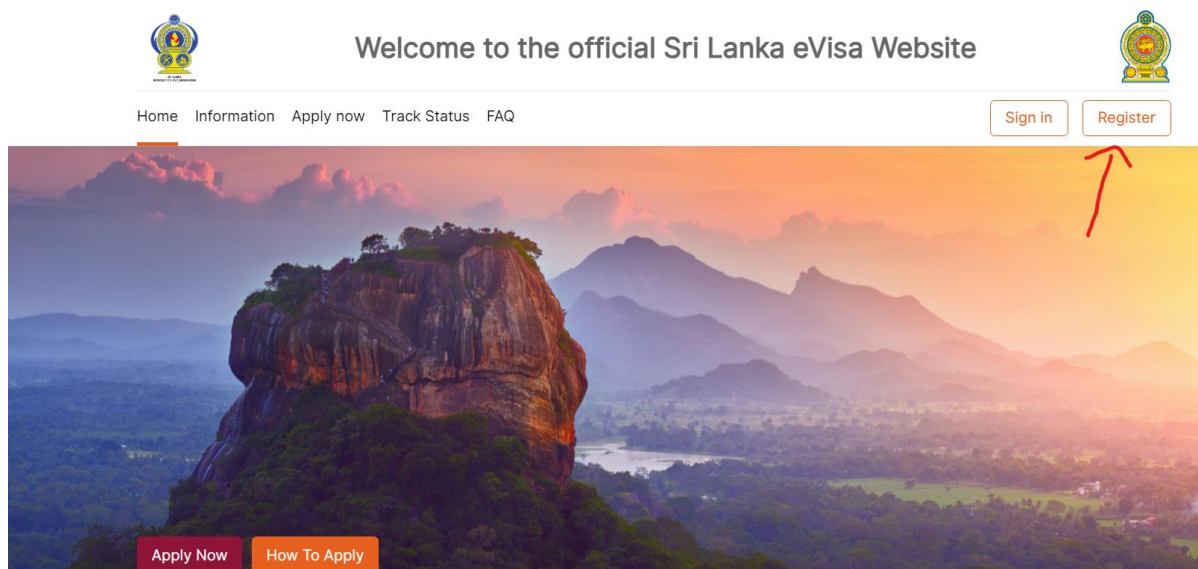 Welcome to the official Sri Lanka eVisa Website
Home Information Apply now Track Status FAQ Sign in Register
Apply Now How To Apply